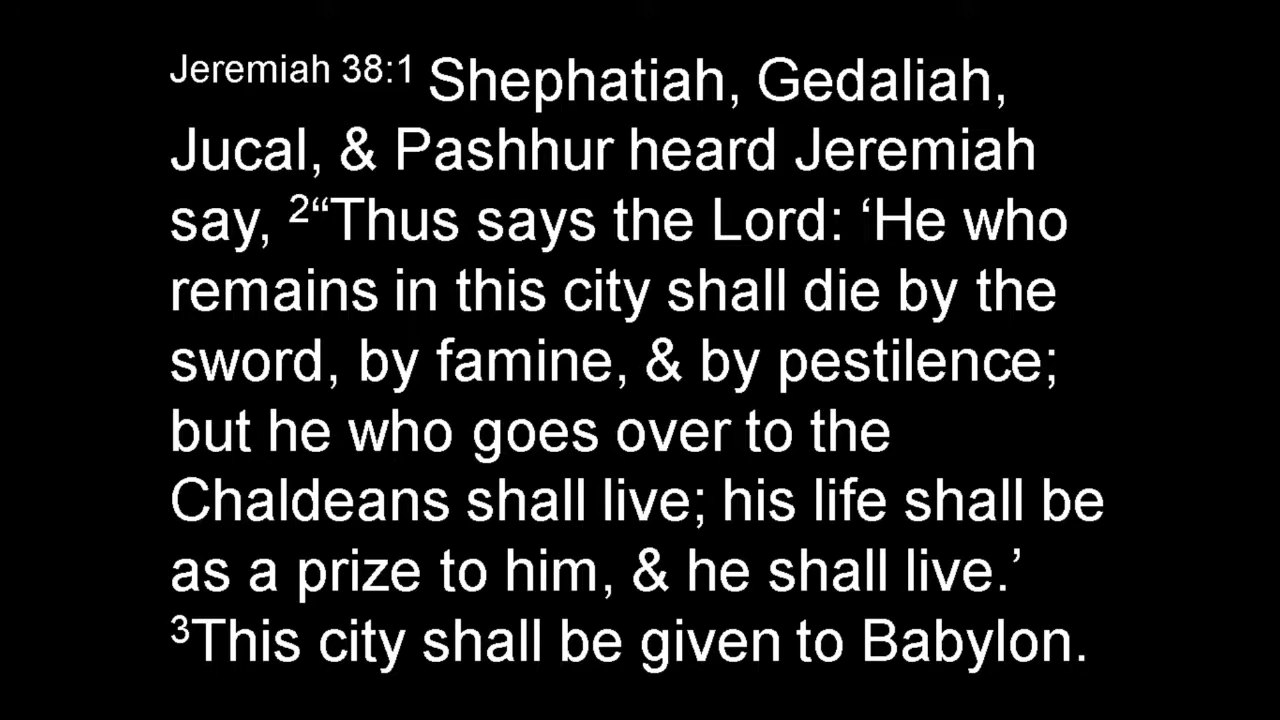 Jeremiah 38:1 Shephatiah, Gedaliah,
Jucal, & Pashhur heard Jeremiah
say, 2“Thus says the Lord: ‘He who
remains in this city shall die by the
sword, by famine, & by pestilence;
but he who goes over to the
Chaldeans shall live; his life shall be
as a prize to him, & he shall live.’
3This city shall be given to Babylon.